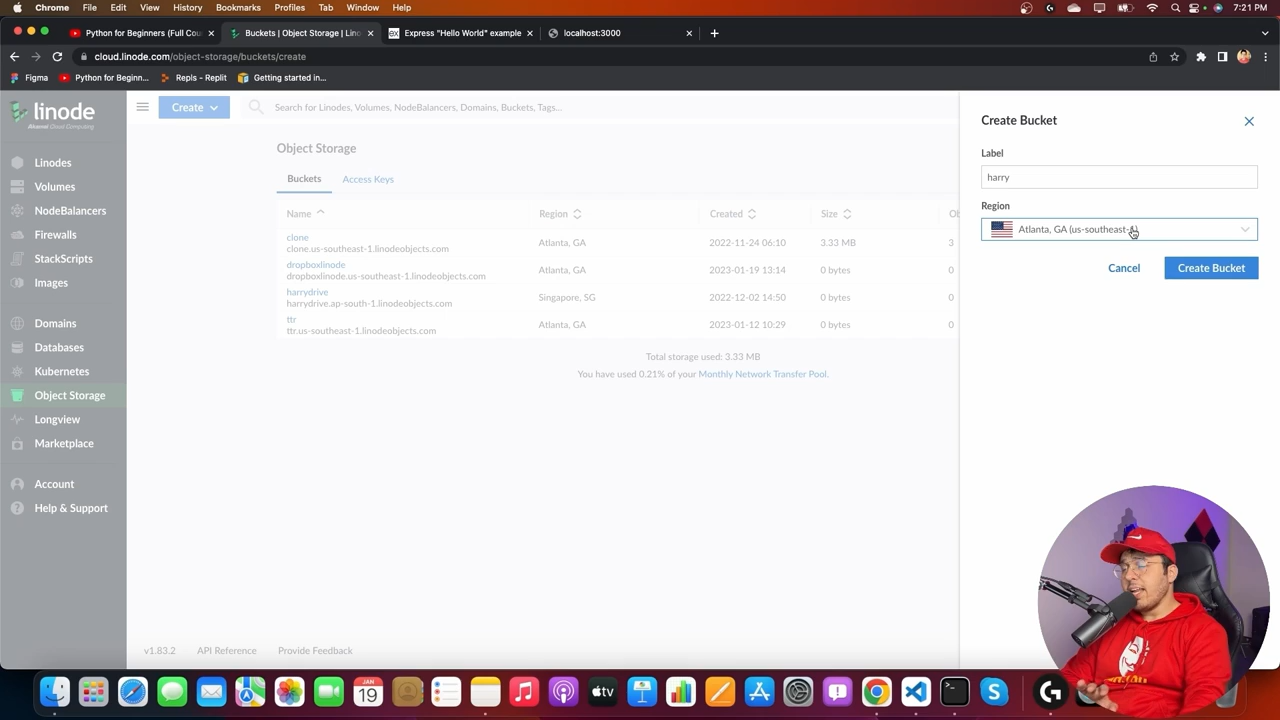 Chrome File Edit View History Bookmarks Profiles Tab Window Help 7:21 PM
Python for Beginners (Full Cou Buckets | Object Storage | Lin Express "Hello World" example localhost:3000
cloud.linode.com/object-storage/buckets/create
Figma Python for Beginn... Repls - Replit Getting started in...
linode
Akamai Cloud Computing
Create
Search for Linodes, Volumes, NodeBalancers, Domains, Buckets, Tags...
Linodes
Volumes
NodeBalancers
Firewalls
StackScripts
Images
Domains
Databases
Kubernetes
Object Storage
Longview
Marketplace
Account
Help & Support
Object Storage
Buckets Access Keys
Name Region Created Size Ob
clone
clone.us-southeast-1.linodeobjects.com Atlanta, GA 2022-11-24 06:10 3.33 MB 3
dropboxlinode
dropboxlinode.us-southeast-1.linodeobjects.com Atlanta, GA 2023-01-19 13:14 0 bytes 0
harrydrive
harrydrive.ap-south-1.linodeobjects.com Singapore, SG 2022-12-02 14:50 0 bytes 0
ttr
ttr.us-southeast-1.linodeobjects.com Atlanta, GA 2023-01-12 10:29 0 bytes 0
Total storage used: 3.33 MB
You have used 0.21% of your Monthly Network Transfer Pool.
v1.83.2 API Reference Provide Feedback
Create Bucket
Label
harry
Region
Atlanta, GA (us-southeast-
Cancel Create Bucket
JAN
19
tv